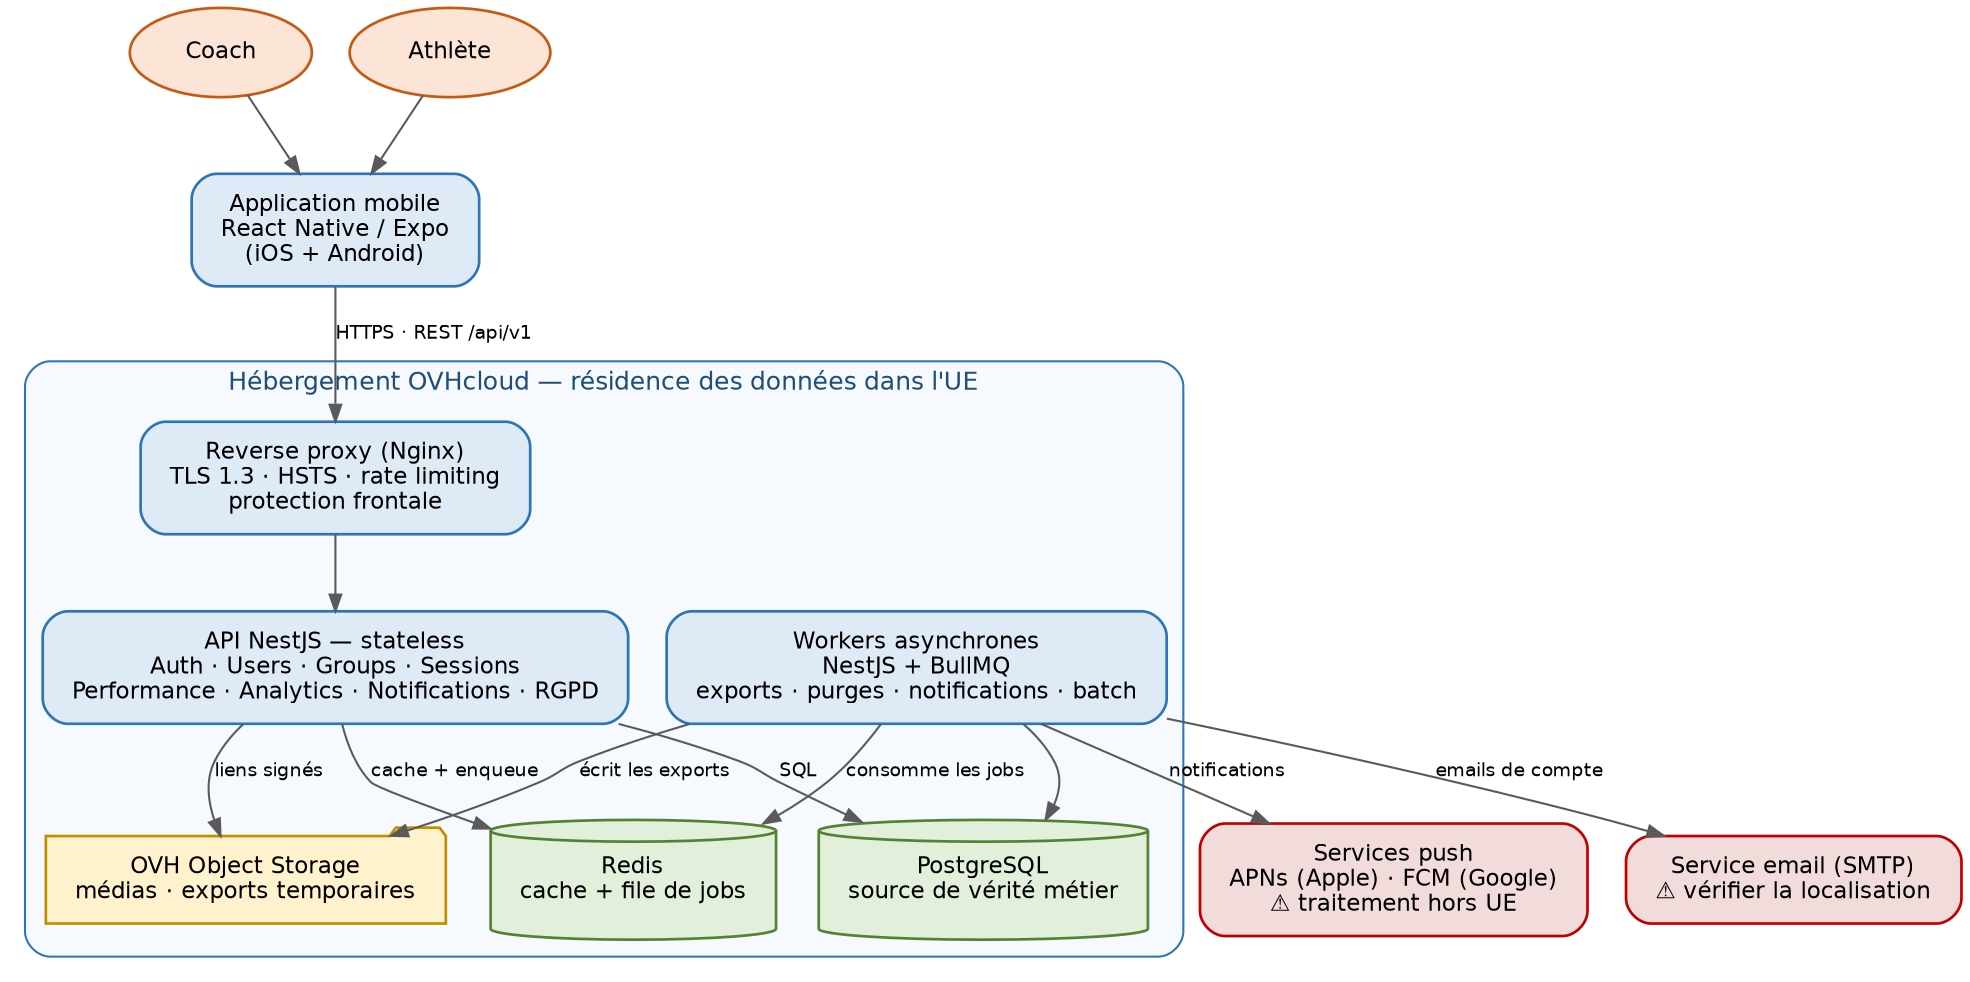 Coach
Athlète
Application mobile
React Native / Expo
(iOS + Android)
HTTPS · REST /api/v1
Hébergement OVHcloud — résidence des données dans l'UE
Reverse proxy (Nginx)
TLS 1.3 · HSTS · rate limiting
protection frontale
API NestJS — stateless
Auth · Users · Groups · Sessions
Performance · Analytics · Notifications · RGPD
Workers asynchrones
NestJS + BullMQ
exports · purges · notifications · batch
liens signés
cache + enqueue
écrit les exports
SQL
consomme les jobs
notifications
emails de compte
OVH Object Storage
médias · exports temporaires
Redis
cache + file de jobs
PostgreSQL
source de vérité métier
Services push
APNs (Apple) · FCM (Google)
⚠ traitement hors UE
Service email (SMTP)
⚠ vérifier la localisation